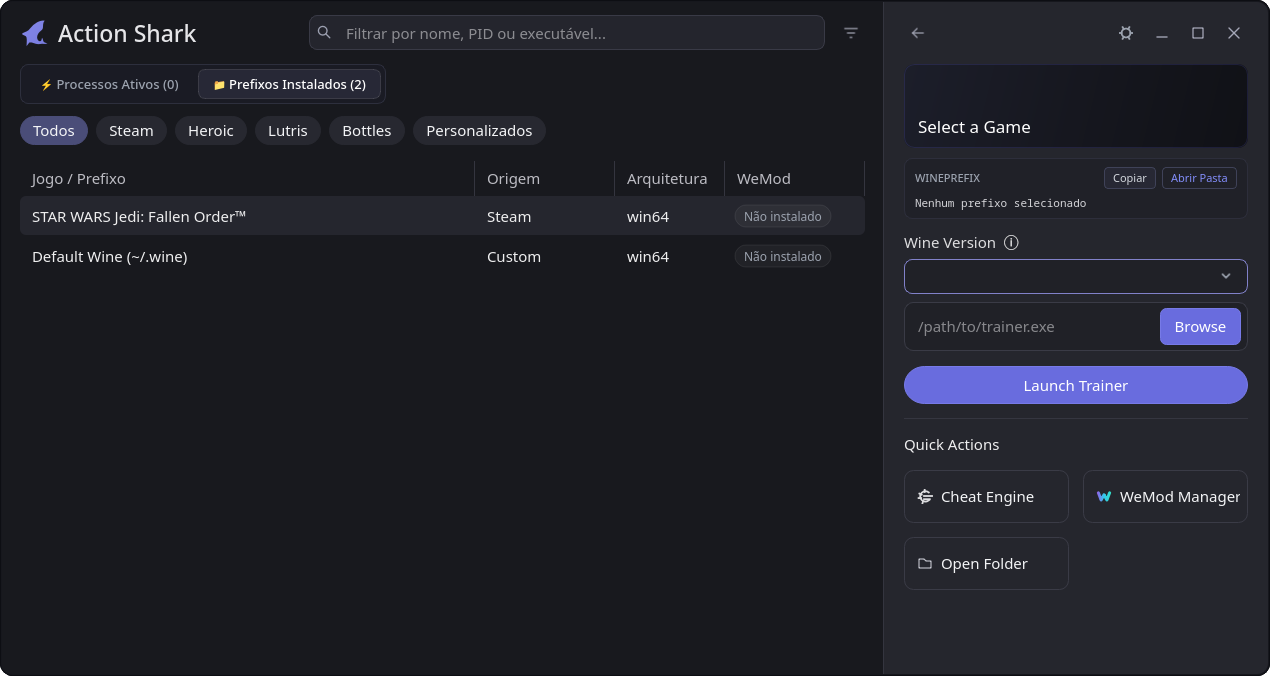 Action Shark
Filtrar por nome, PID ou executável...
⚡ Processos Ativos (0)
📁 Prefixos Instalados (2)
Todos
Steam
Heroic
Lutris
Bottles
Personalizados
Jogo / Prefixo
Origem
Arquitetura
WeMod
STAR WARS Jedi: Fallen Order™
Steam
win64
Não instalado
Default Wine (~/.wine)
Custom
win64
Não instalado
Select a Game
WINEPREFIX
Copiar
Abrir Pasta
Nenhum prefixo selecionado
Wine Version
/path/to/trainer.exe
Browse
Launch Trainer
Quick Actions
Cheat Engine
WeMod Manager
Open Folder